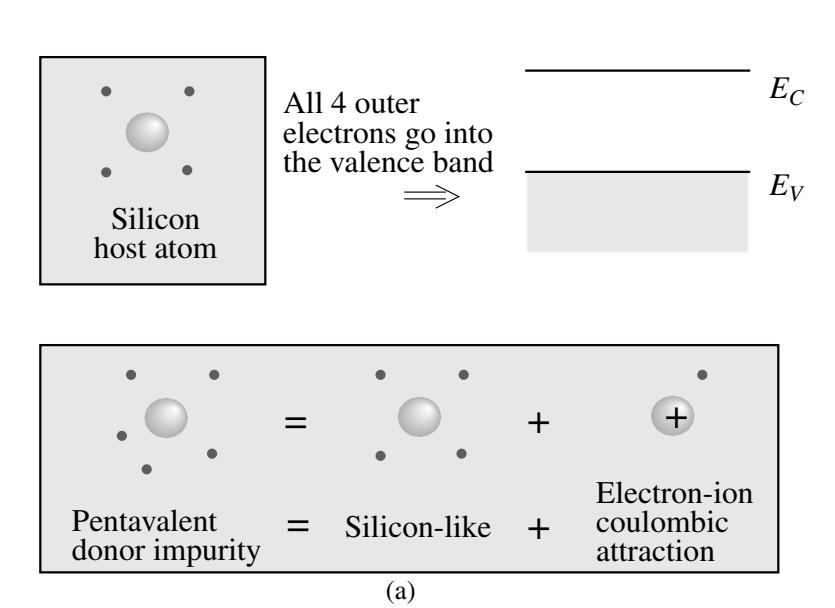 All 4 outer
electrons go into
the valence band
⇒
Silicon
host atom
E_C
E_V
= + +
Pentavalent
donor impurity
=
Silicon-like
+
Electron-ion
coulombic
attraction
(a)